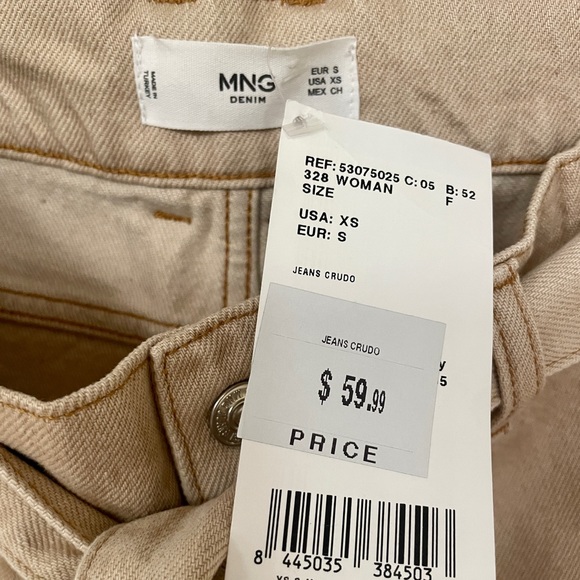 MADE IN
TURKEY
MNG
DENIM
EUR S
USA XS
MEX CH
REF: 53075025 C: 05 B: 52
328 WOMAN F
SIZE
USA: XS
EUR: S
JEANS CRUDO
JEANS CRUDO
$ 59.99
PRICE
y
5
8 445035 384503